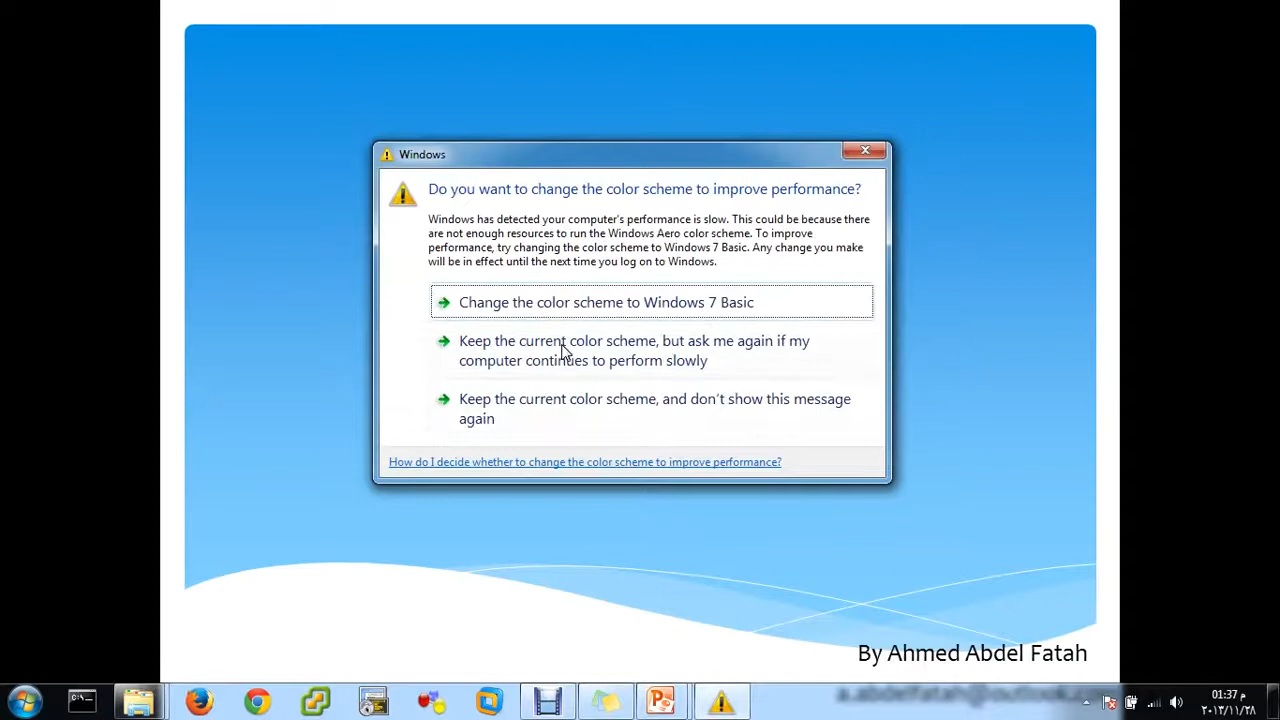 Windows
Do you want to change the color scheme to improve performance?
Windows has detected your computer's performance is slow. This could be because there
are not enough resources to run the Windows Aero color scheme. To improve
performance, try changing the color scheme to Windows 7 Basic. Any change you make
will be in effect until the next time you log on to Windows.
Change the color scheme to Windows 7 Basic
Keep the current color scheme, but ask me again if my
computer continues to perform slowly
Keep the current color scheme, and don't show this message
again
How do I decide whether to change the color scheme to improve performance?
By Ahmed Abdel Fatah
C:\
01:37 م
٢٠١٣/١١/٢٨